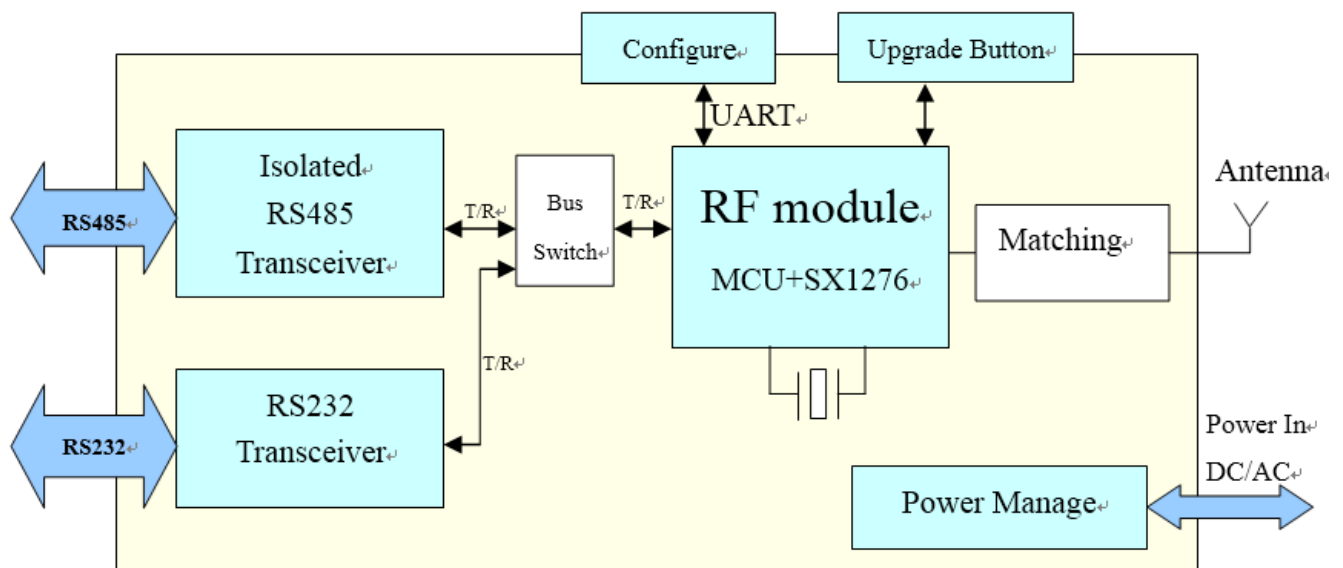 Configure
Upgrade Button
UART
Isolated
RS485
Transceiver
RS485
T/R
Bus
Switch
T/R
RF module
MCU+SX1276
Matching
Antenna
T/R
RS232
Transceiver
RS232
Power In
DC/AC
Power Manage